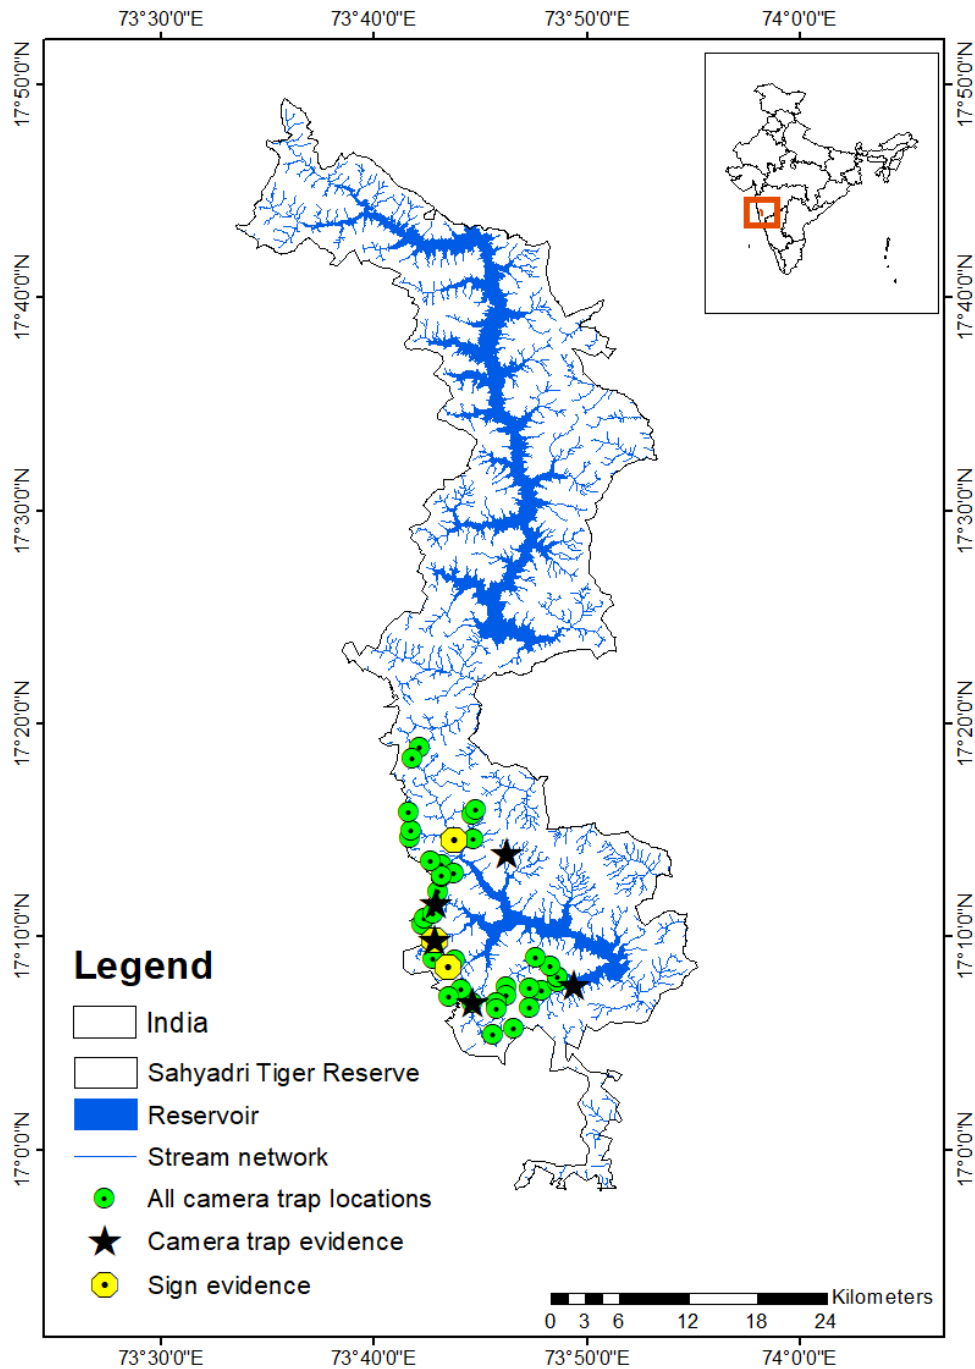 73°30'0"E 73°40'0"E 73°50'0"E 74°0'0"E
17°50'0"N 17°50'0"N
17°40'0"N 17°40'0"N
17°30'0"N 17°30'0"N
17°20'0"N 17°20'0"N
17°10'0"N 17°10'0"N
17°0'0"N 17°0'0"N
Legend
India
Sahyadri Tiger Reserve
Reservoir
Stream network
All camera trap locations
Camera trap evidence
Sign evidence
Kilometers
0 3 6 12 18 24
73°30'0"E 73°40'0"E 73°50'0"E 74°0'0"E